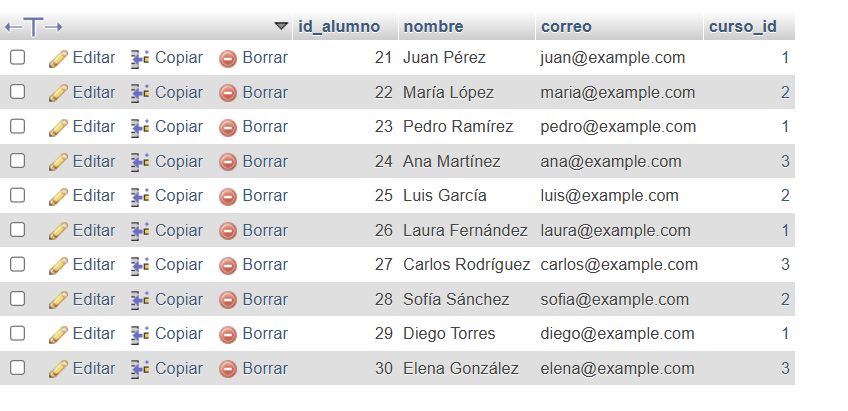 id_alumno nombre correo curso_id
Editar Copiar Borrar 21 Juan Pérez juan@example.com 1
Editar Copiar Borrar 22 María López maria@example.com 2
Editar Copiar Borrar 23 Pedro Ramírez pedro@example.com 1
Editar Copiar Borrar 24 Ana Martínez ana@example.com 3
Editar Copiar Borrar 25 Luis García luis@example.com 2
Editar Copiar Borrar 26 Laura Fernández laura@example.com 1
Editar Copiar Borrar 27 Carlos Rodríguez carlos@example.com 3
Editar Copiar Borrar 28 Sofía Sánchez sofia@example.com 2
Editar Copiar Borrar 29 Diego Torres diego@example.com 1
Editar Copiar Borrar 30 Elena González elena@example.com 3